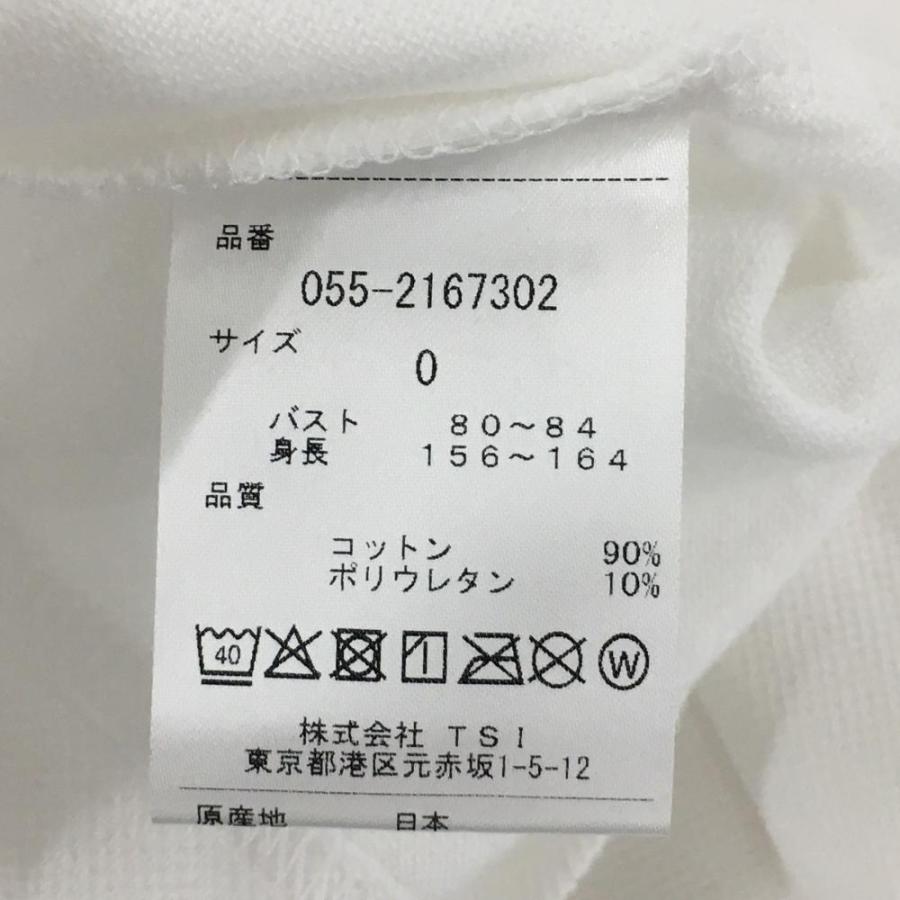 品番
055-2167302
サイズ
0
バスト 80～84
身長 156～164
品質
コットン 90%
ポリウレタン 10%
40 W
株式会社 TSI
東京都港区元赤坂1-5-12
原産地 日本